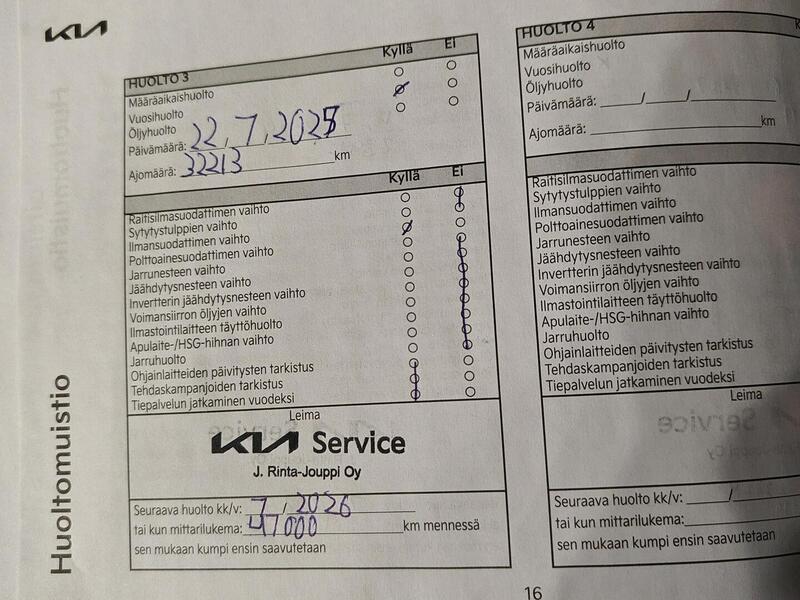 KIA
HUOLTO 3
Kyllä Ei
Määräaikaishuolto
Vuosihuolto
Öljyhuolto
Päivämäärä: 22.7.2025
Ajomäärä: 32213 km
Kyllä Ei
Raitisilmasuodattimen vaihto
Sytytystulppien vaihto
Ilmansuodattimen vaihto
Polttoainesuodattimen vaihto
Jarrunesteen vaihto
Jäähdytysnesteen vaihto
Invertterin jäähdytysnesteen vaihto
Voimansiirron öljyjen vaihto
Ilmastointilaitteen täyttöhuolto
Apulaite-/HSG-hihnan vaihto
Jarruhuolto
Ohjainlaitteiden päivitysten tarkistus
Tehdaskampanjoiden tarkistus
Tiepalvelun jatkaminen vuodeksi
Leima
KIA Service
J. Rinta-Jouppi Oy
Seuraava huolto kk/v: 7 / 2026
tai kun mittarilukema: 47000 km mennessä
sen mukaan kumpi ensin saavutetaan
Huoltomuistio
HUOLTO 4
Määräaikaishuolto
Vuosihuolto
Öljyhuolto
Päivämäärä: / /
Ajomäärä: km
Raitisilmasuodattimen vaihto
Sytytystulppien vaihto
Ilmansuodattimen vaihto
Polttoainesuodattimen vaihto
Jarrunesteen vaihto
Jäähdytysnesteen vaihto
Invertterin jäähdytysnesteen vaihto
Voimansiirron öljyjen vaihto
Ilmastointilaitteen täyttöhuolto
Apulaite-/HSG-hihnan vaihto
Jarruhuolto
Ohjainlaitteiden päivitysten tarkistus
Tehdaskampanjoiden tarkistus
Tiepalvelun jatkaminen vuodeksi
Leima
Seuraava huolto kk/v: /
tai kun mittarilukema:
sen mukaan kumpi ensin saavutetaan
16